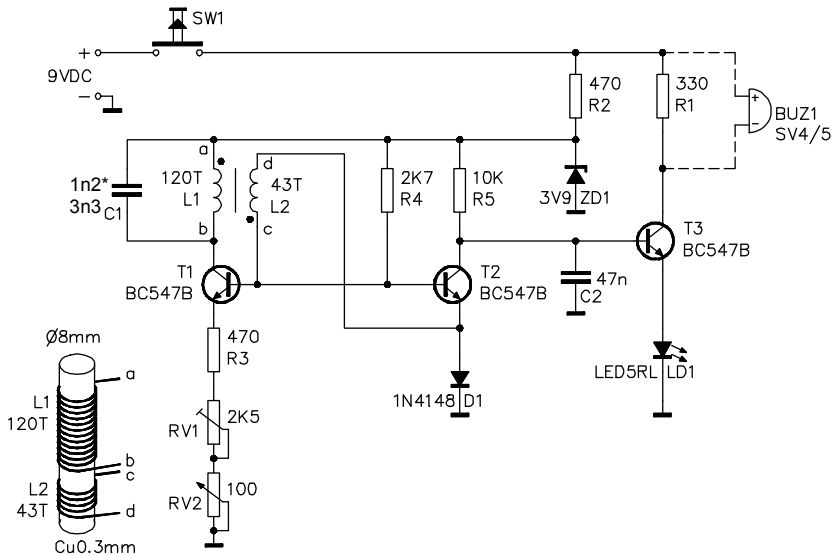 SW1
+
9VDC
−
470
R2
330
R1
+
−
BUZ1
SV4/5
a
120T
L1
b
d
43T
L2
c
1n2*
3n3
C1
2K7
R4
10K
R5
3V9 ZD1
T3
BC547B
T1
BC547B
T2
BC547B
47n
C2
470
R3
LED5RL LD1
1N4148 D1
2K5
RV1
100
RV2
Ø8mm
a
L1
120T
b
c
L2
43T
d
Cu0.3mm